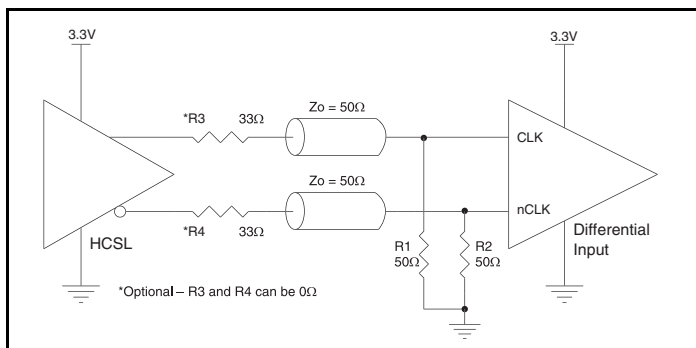 3.3V
3.3V
*R3
33Ω
Zo = 50Ω
CLK
Zo = 50Ω
nCLK
HCSL
*R4
33Ω
R1
50Ω
R2
50Ω
Differential
Input
*Optional – R3 and R4 can be 0Ω